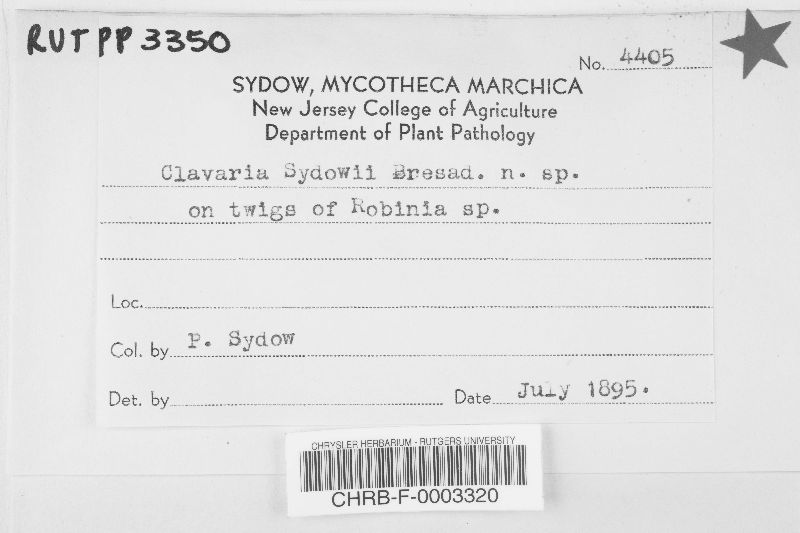 RUTPP 3350
No. 4405
SYDOW, MYCOTHECA MARCHICA
New Jersey College of Agriculture
Department of Plant Pathology
Clavaria Sydowii Bresad. n. sp.
on twigs of Robinia sp.
Loc.
Col. by P. Sydow
Det. by
Date July 1895.
CHRYSLER HERBARIUM - RUTGERS UNIVERSITY
CHRB-F-0003320